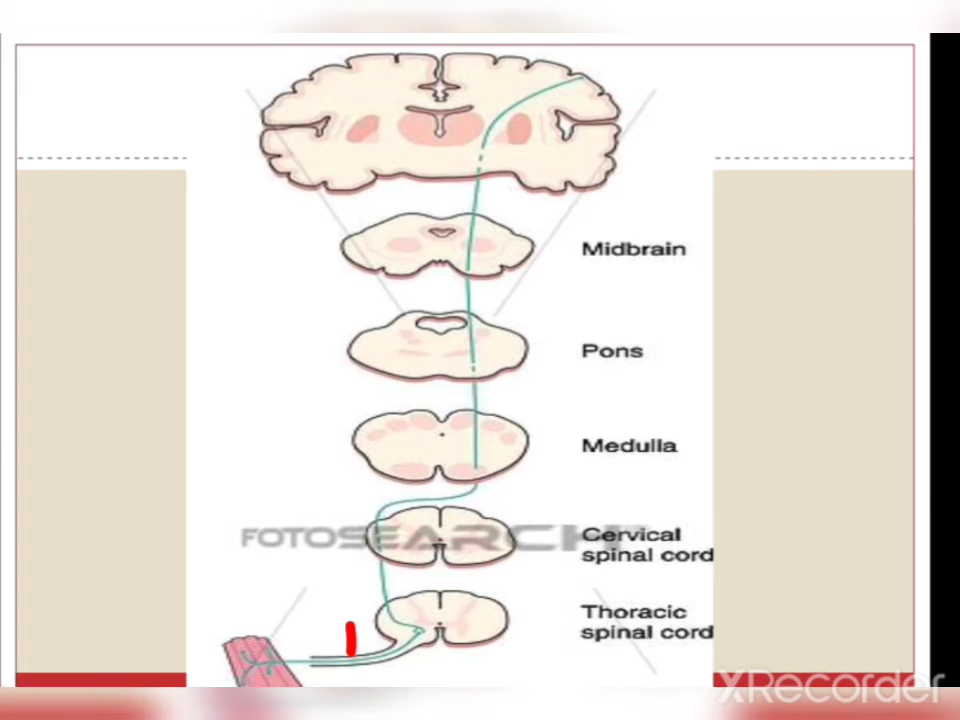 Midbrain
Pons
Medulla
FOTOSEARCH
Cervical
spinal cord
Thoracic
spinal cord
XRecorder